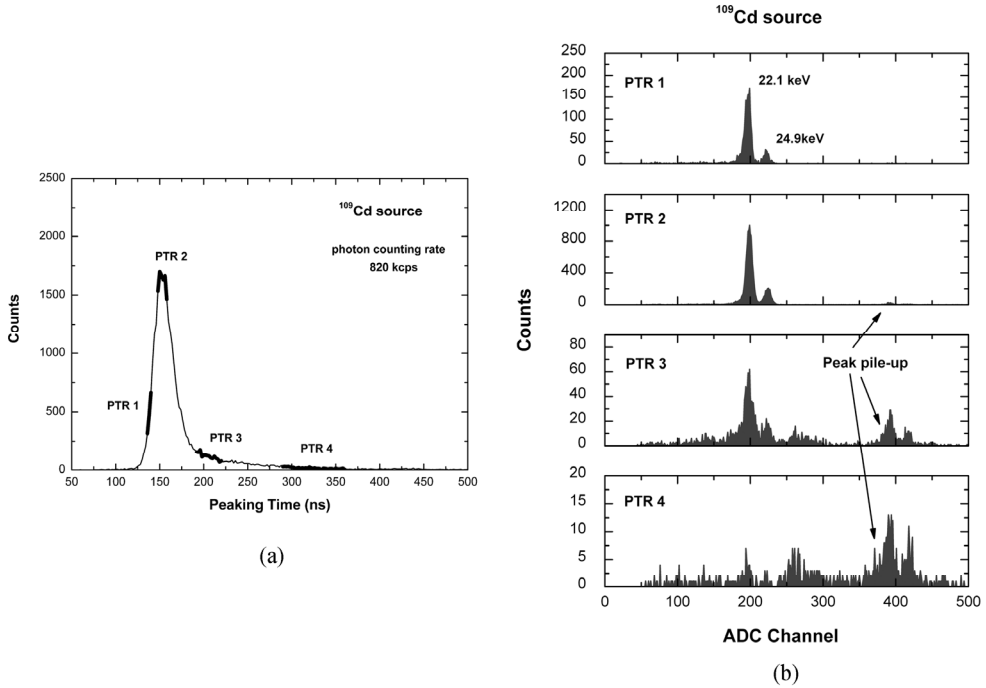 2500
2000
1500
1000
500
0
Counts
109Cd source
photon counting rate
820 kcps
PTR 2
PTR 1
PTR 3
PTR 4
50 100 150 200 250 300 350 400 450 500
Peaking Time (ns)
(a)
109Cd source
250
200
150
100
50
0
PTR 1
22.1 keV
24.9keV
1200
800
400
0
PTR 2
Counts
80
60
40
20
0
PTR 3
Peak pile-up
20
15
10
5
0
PTR 4
0 100 200 300 400 500
ADC Channel
(b)